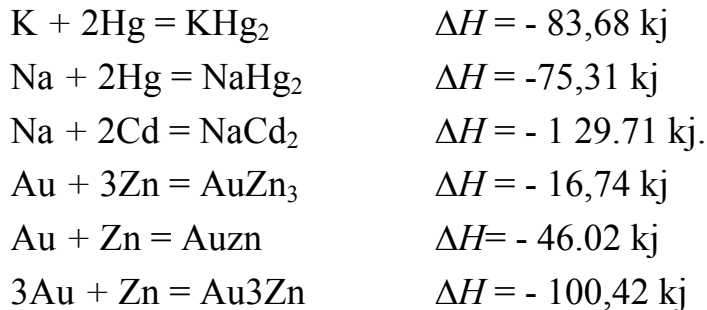 K + 2Hg = KHg₂ ΔH = - 83,68 kj
Na + 2Hg = NaHg₂ ΔH = -75,31 kj
Na + 2Cd = NaCd₂ ΔH = - 1 29.71 kj.
Au + 3Zn = AuZn₃ ΔH = - 16,74 kj
Au + Zn = Auzn ΔH= - 46.02 kj
3Au + Zn = Au3Zn ΔH = - 100,42 kj